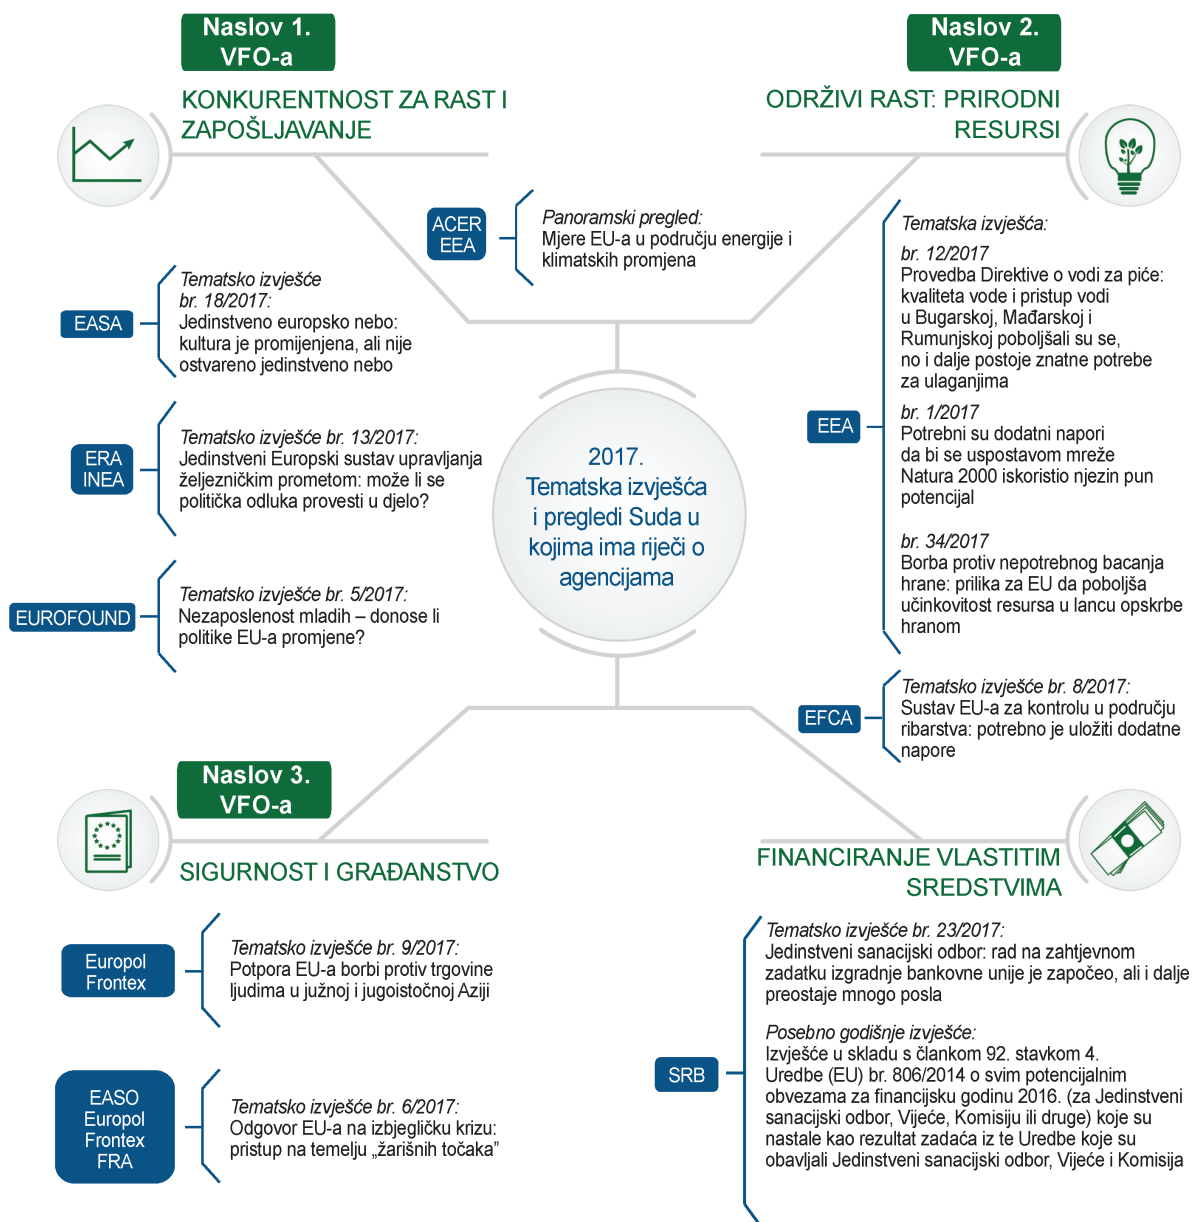 Naslov 1.
VFO-a
KONKURENTNOST ZA RAST I
ZAPOŠLJAVANJE
Naslov 2.
VFO-a
ODRŽIVI RAST: PRIRODNI
RESURSI
ACER
EEA
Panoramski pregled:
Mjere EU-a u području energije i
klimatskih promjena
EASA
Tematsko izvješće
br. 18/2017:
Jedinstveno europsko nebo:
kultura je promijenjena, ali nije
ostvareno jedinstveno nebo
ERA
INEA
Tematsko izvješće br. 13/2017:
Jedinstveni Europski sustav upravljanja
željezničkim prometom: može li se
politička odluka provesti u djelo?
EUROFOUND
Tematsko izvješće br. 5/2017:
Nezaposlenost mladih – donose li
politike EU-a promjene?
2017.
Tematska izvješća
i pregledi Suda u
kojima ima riječi o
agencijama
EEA
Tematska izvješća:
br. 12/2017
Provedba Direktive o vodi za piće:
kvaliteta vode i pristup vodi
u Bugarskoj, Mađarskoj i
Rumunjskoj poboljšali su se,
no i dalje postoje znatne potrebe
za ulaganjima
br. 1/2017
Potrebni su dodatni napori
da bi se uspostavom mreže
Natura 2000 iskoristio njezin pun
potencijal
br. 34/2017
Borba protiv nepotrebnog bacanja
hrane: prilika za EU da poboljša
učinkovitost resursa u lancu opskrbe
hranom
EFCA
Tematsko izvješće br. 8/2017:
Sustav EU-a za kontrolu u području
ribarstva: potrebno je uložiti dodatne
napore
Naslov 3.
VFO-a
SIGURNOST I GRAĐANSTVO
Europol
Frontex
Tematsko izvješće br. 9/2017:
Potpora EU-a borbi protiv trgovine
ljudima u južnoj i jugoistočnoj Aziji
EASO
Europol
Frontex
FRA
Tematsko izvješće br. 6/2017:
Odgovor EU-a na izbjegličku krizu:
pristup na temelju „žarišnih točaka”
FINANCIRANJE VLASTITIM
SREDSTVIMA
SRB
Tematsko izvješće br. 23/2017:
Jedinstveni sanacijski odbor: rad na zahtjevnom
zadatku izgradnje bankovne unije je započeo, ali i dalje
preostaje mnogo posla
Posebno godišnje izvješće:
Izvješće u skladu s člankom 92. stavkom 4.
Uredbe (EU) br. 806/2014 o svim potencijalnim
obvezama za financijsku godinu 2016. (za Jedinstveni
sanacijski odbor, Vijeće, Komisiju ili druge) koje su
nastale kao rezultat zadaća iz te Uredbe koje su
obavljali Jedinstveni sanacijski odbor, Vijeće i Komisija